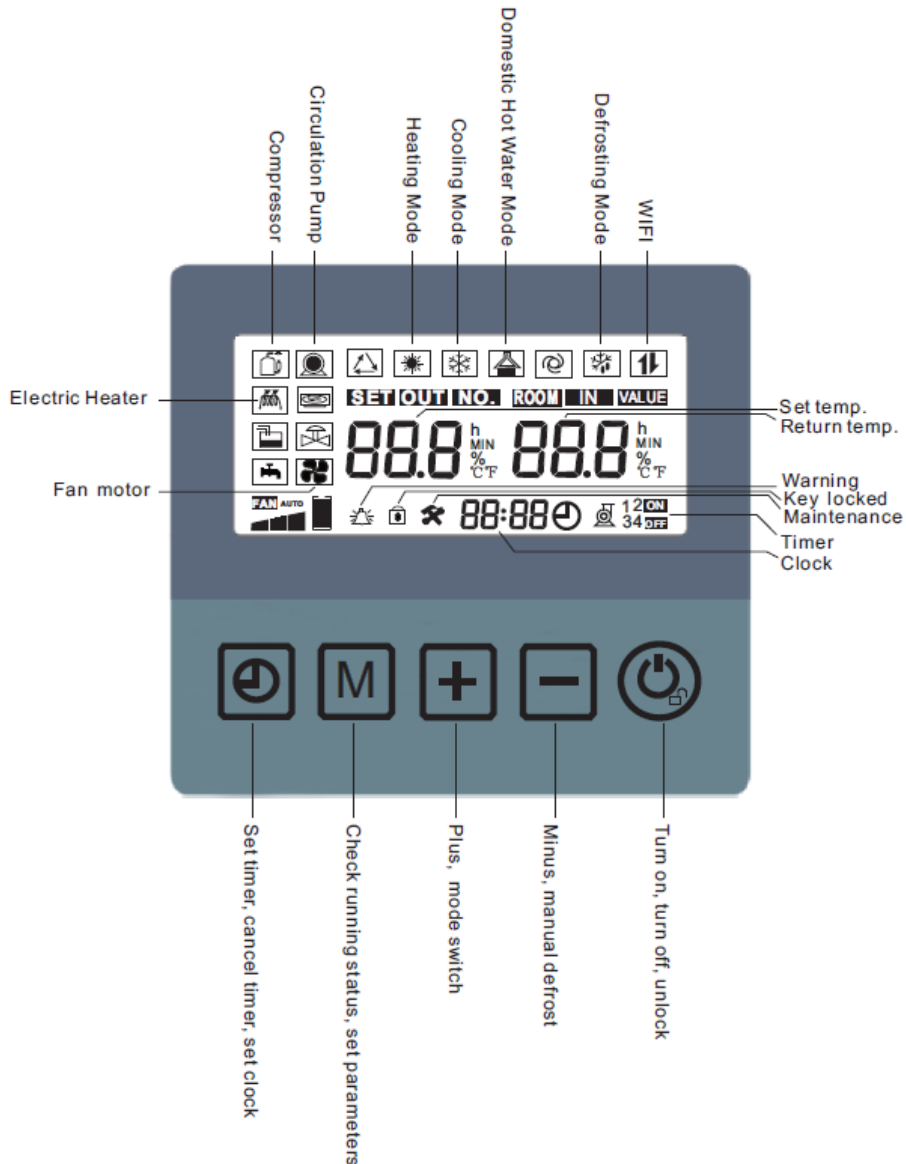 Compressor
Circulation Pump
Heating Mode
Cooling Mode
Domestic Hot Water Mode
Defrosting Mode
WIFI
Electric Heater
SET OUT NO. ROOM IN VALUE
Set temp.
Return temp.
88.8 h MIN % °C °F 88.8 h MIN % °C °F
Fan motor
FAN AUTO
88:88
12 ON
34 OFF
Warning
Key locked
Maintenance
Timer
Clock
M
+
−
Set timer, cancel timer, set clock
Check running status, set parameters
Plus, mode switch
Minus, manual defrost
Turn on, turn off, unlock